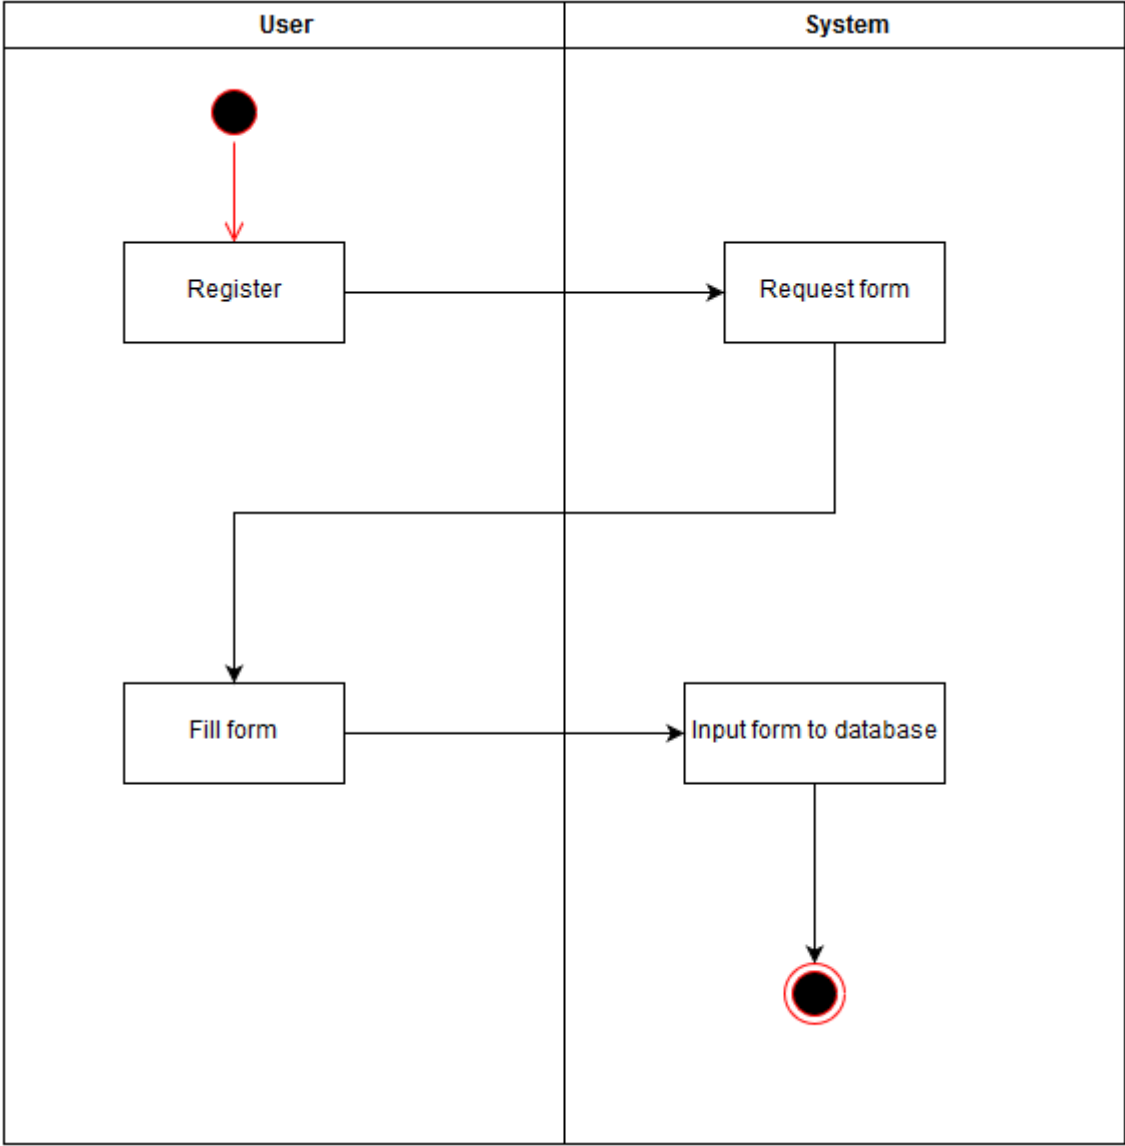 User
System
Register
Request form
Fill form
Input form to database